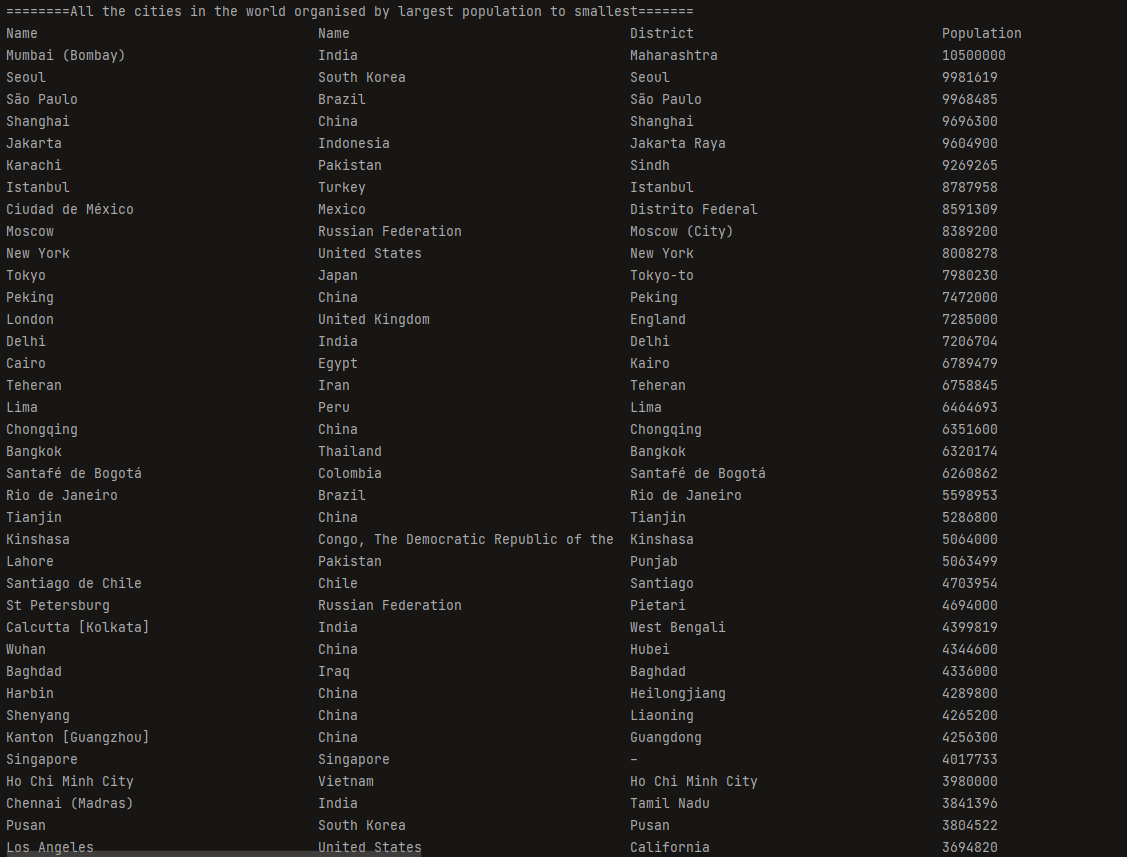 ========All the cities in the world organised by largest population to smallest=======
Name Name District Population
Mumbai (Bombay) India Maharashtra 10500000
Seoul South Korea Seoul 9981619
São Paulo Brazil São Paulo 9968485
Shanghai China Shanghai 9696300
Jakarta Indonesia Jakarta Raya 9604900
Karachi Pakistan Sindh 9269265
Istanbul Turkey Istanbul 8787958
Ciudad de México Mexico Distrito Federal 8591309
Moscow Russian Federation Moscow (City) 8389200
New York United States New York 8008278
Tokyo Japan Tokyo-to 7980230
Peking China Peking 7472000
London United Kingdom England 7285000
Delhi India Delhi 7206704
Cairo Egypt Kairo 6789479
Teheran Iran Teheran 6758845
Lima Peru Lima 6464693
Chongqing China Chongqing 6351600
Bangkok Thailand Bangkok 6320174
Santafé de Bogotá Colombia Santafé de Bogotá 6260862
Rio de Janeiro Brazil Rio de Janeiro 5598953
Tianjin China Tianjin 5286800
Kinshasa Congo, The Democratic Republic of the Kinshasa 5064000
Lahore Pakistan Punjab 5063499
Santiago de Chile Chile Santiago 4703954
St Petersburg Russian Federation Pietari 4694000
Calcutta [Kolkata] India West Bengali 4399819
Wuhan China Hubei 4344600
Baghdad Iraq Baghdad 4336000
Harbin China Heilongjiang 4289800
Shenyang China Liaoning 4265200
Kanton [Guangzhou] China Guangdong 4256300
Singapore Singapore – 4017733
Ho Chi Minh City Vietnam Ho Chi Minh City 3980000
Chennai (Madras) India Tamil Nadu 3841396
Pusan South Korea Pusan 3804522
Los Angeles United States California 3694820